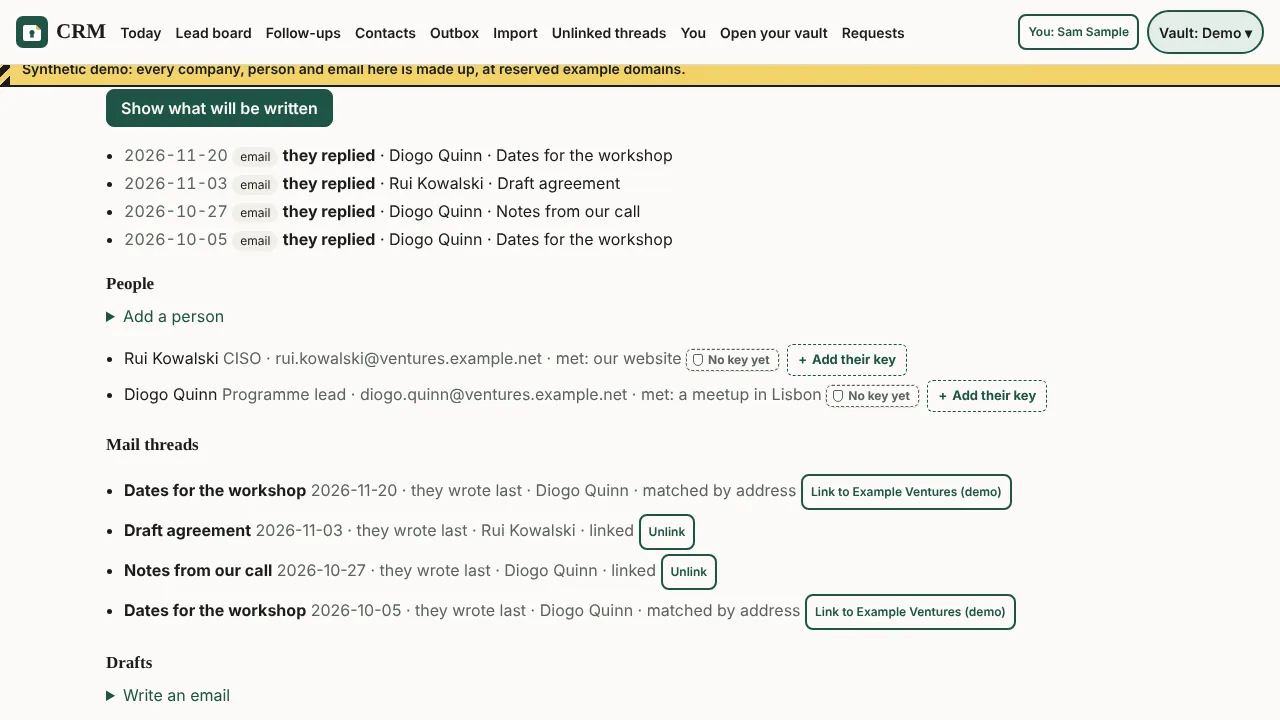 CRM Today Lead board Follow-ups Contacts Outbox Import Unlinked threads You Open your vault Requests You: Sam Sample Vault: Demo ▾
Synthetic demo: every company, person and email here is made up, at reserved example domains.
Show what will be written
• 2026-11-20 email they replied · Diogo Quinn · Dates for the workshop
• 2026-11-03 email they replied · Rui Kowalski · Draft agreement
• 2026-10-27 email they replied · Diogo Quinn · Notes from our call
• 2026-10-05 email they replied · Diogo Quinn · Dates for the workshop
People
▶ Add a person
• Rui Kowalski CISO · rui.kowalski@ventures.example.net · met: our website No key yet + Add their key
• Diogo Quinn Programme lead · diogo.quinn@ventures.example.net · met: a meetup in Lisbon No key yet + Add their key
Mail threads
• Dates for the workshop 2026-11-20 · they wrote last · Diogo Quinn · matched by address Link to Example Ventures (demo)
• Draft agreement 2026-11-03 · they wrote last · Rui Kowalski · linked Unlink
• Notes from our call 2026-10-27 · they wrote last · Diogo Quinn · linked Unlink
• Dates for the workshop 2026-10-05 · they wrote last · Diogo Quinn · matched by address Link to Example Ventures (demo)
Drafts
▶ Write an email